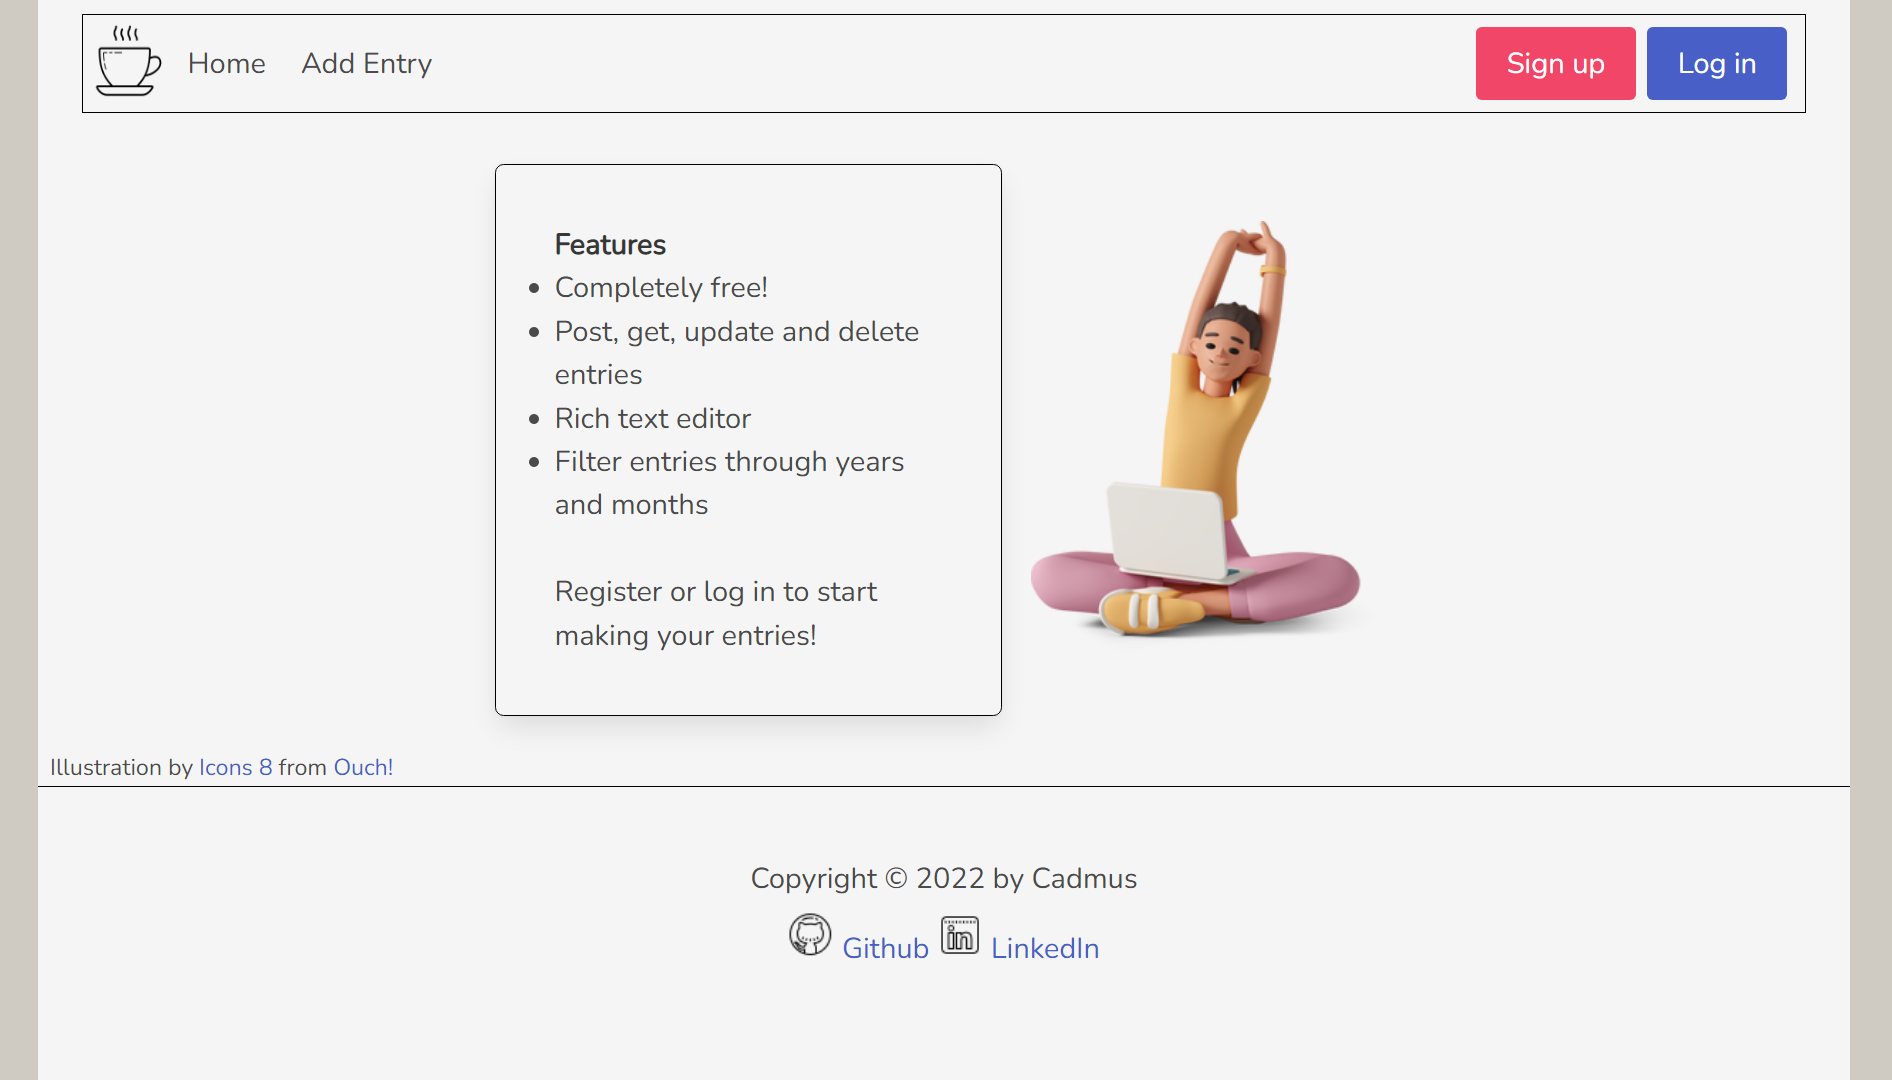 Home Add Entry Sign up Log in
Features
Completely free!
Post, get, update and delete
entries
Rich text editor
Filter entries through years
and months
Register or log in to start
making your entries!
Illustration by Icons 8 from Ouch!
Copyright © 2022 by Cadmus
Github in LinkedIn